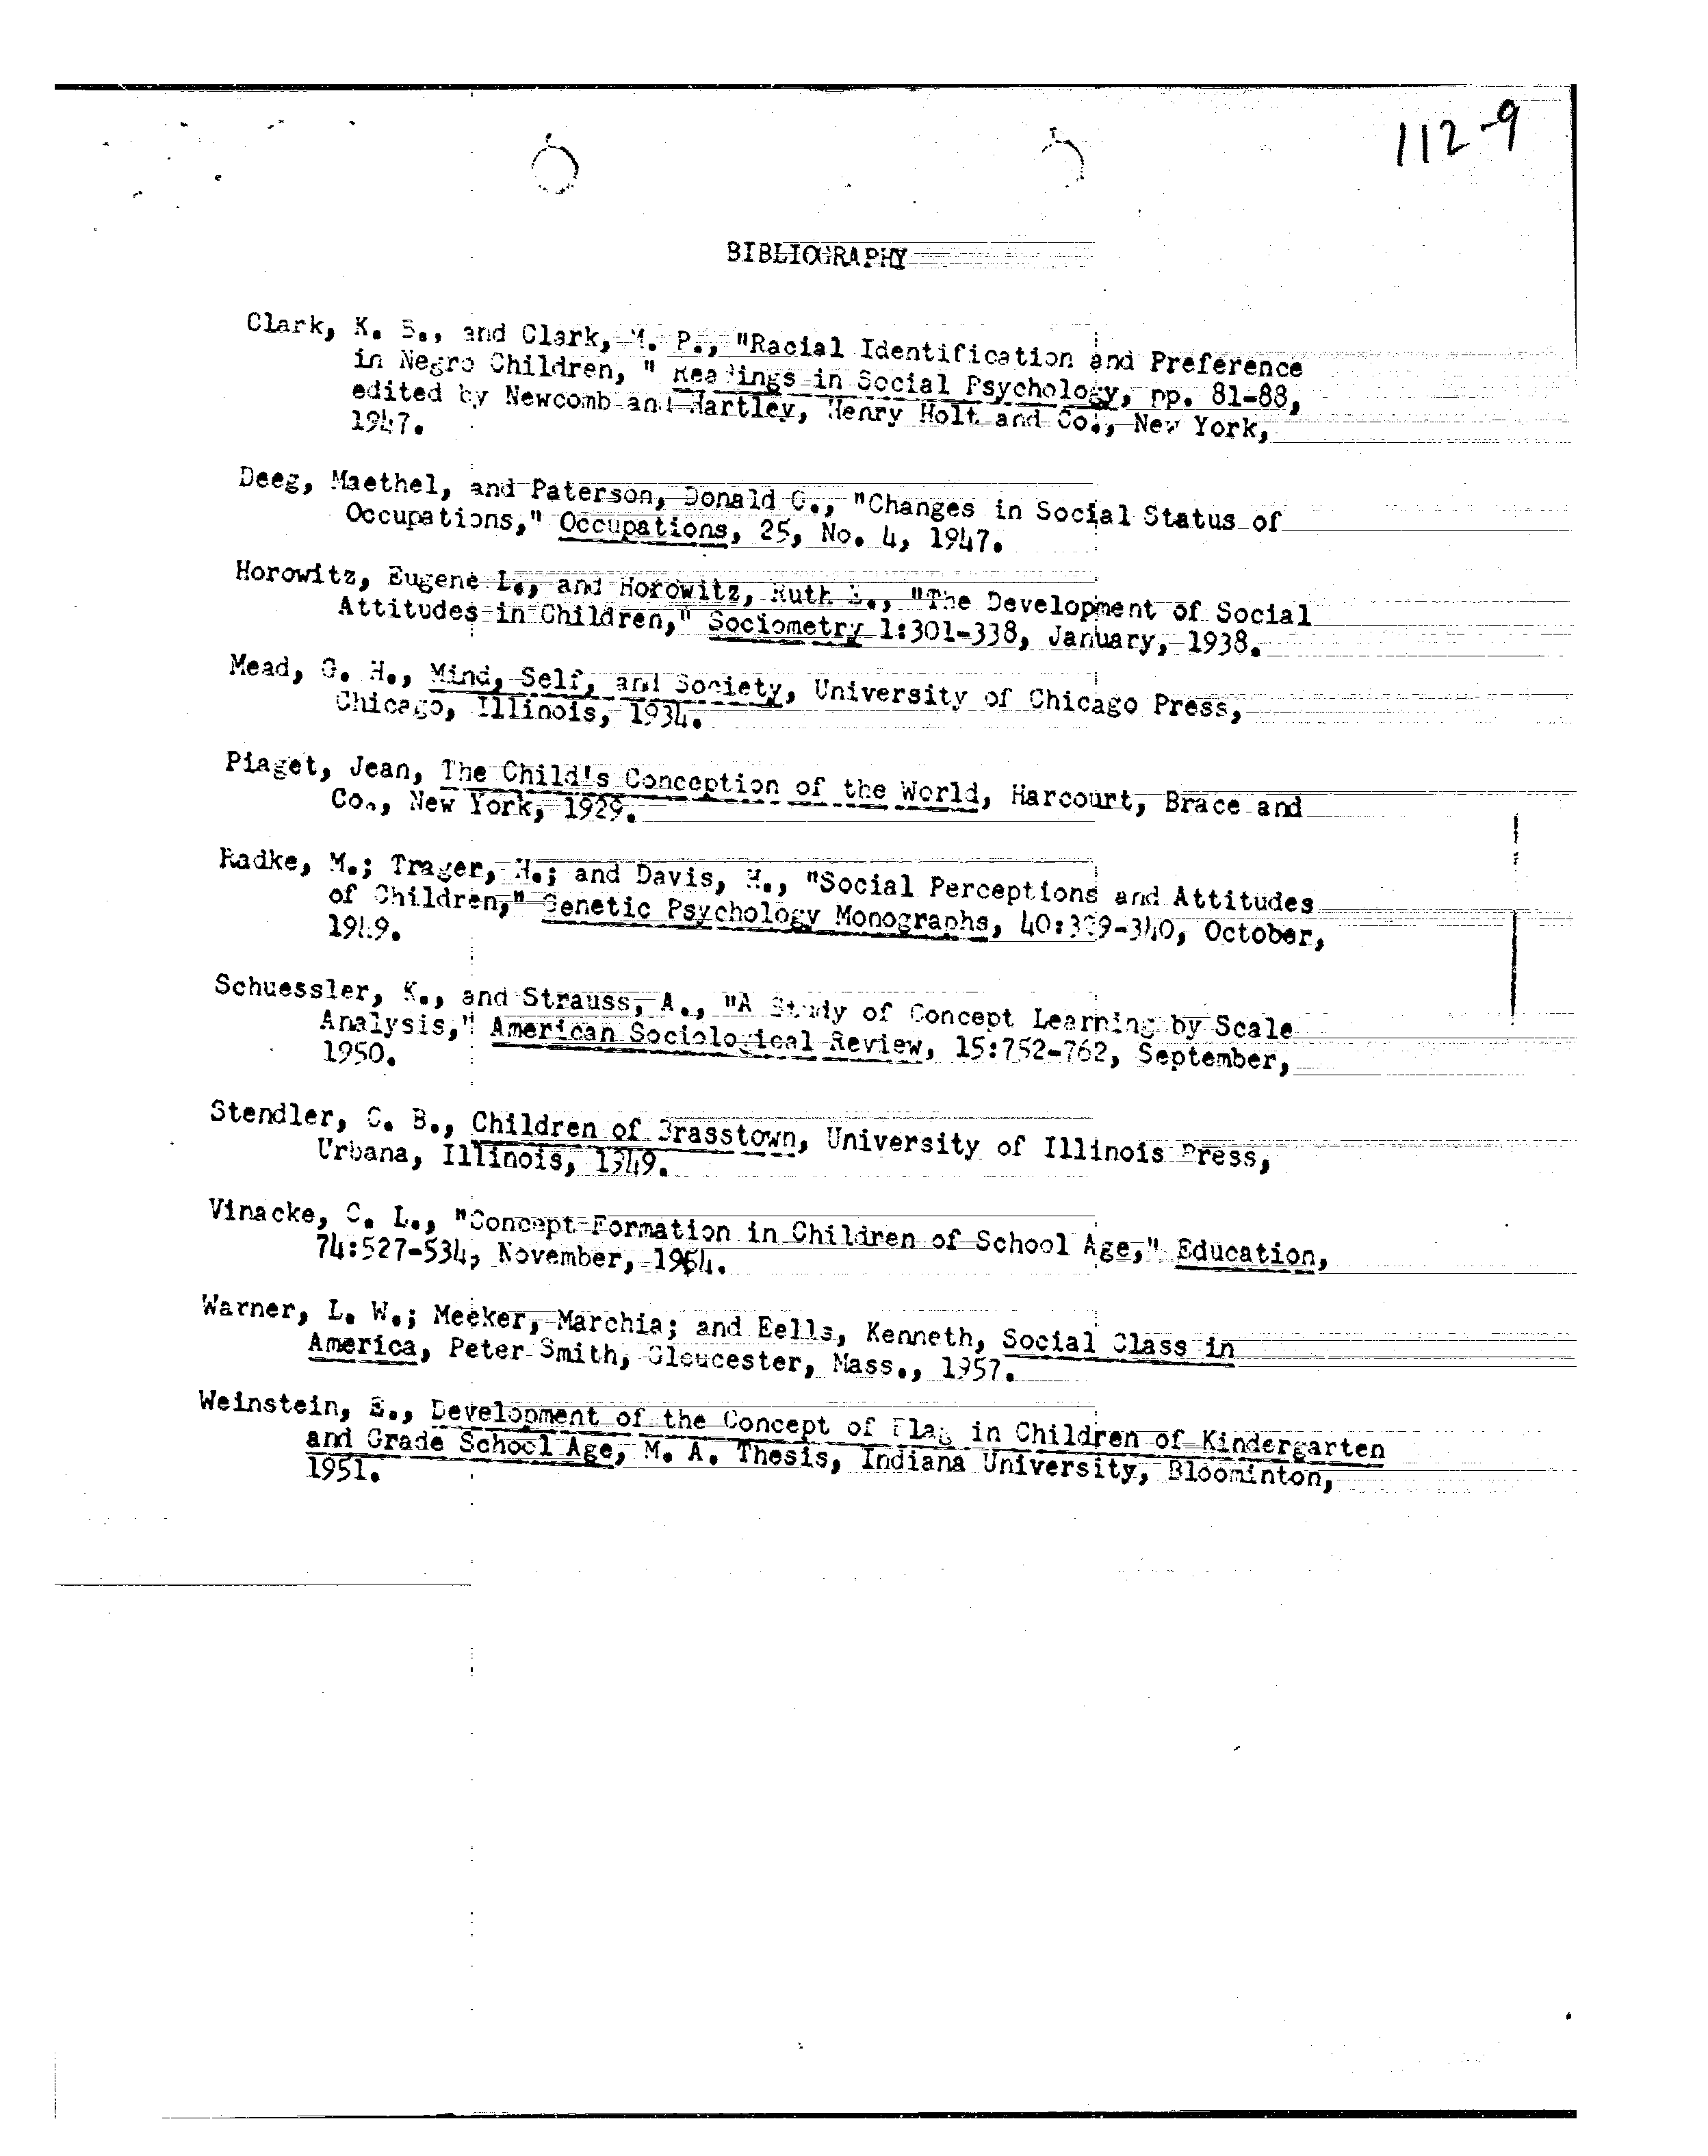 112-9
BIBLIOGRAPHY
Clark, K. B., and Clark, M. P., "Racial Identification and Preference
in Negro Children, " Readings in Social Psychology, pp. 81-88,
edited by Newcomb and Hartley, Henry Holt and Co., New York,
1947.
Deeg, Maethel, and Paterson, Donald G., "Changes in Social Status of
Occupations," Occupations, 25, No. 4, 1947.
Horowitz, Eugene L., and Horowitz, Ruth "The Development of Social
Attitudes in Children," Sociometry 1:301-338, January, 1938.
Mead, G. H., Mind, Self, and Society, University of Chicago Press,
Chicago, Illinois, 1934.
Piaget, Jean, The Child's Conception of the World, Harcourt, Brace and
Co., New York, 1929.
Radke, M.; Trager, H.; and Davis, H., "Social Perceptions and Attitudes
of Children," Genetic Psychology Monographs, October,
1949.
Schuessler, K., and Strauss, A., "A Study of Concept Learning by Scale
Analysis," American Sociological Review, 15:752-762, September,
1950.
Stendler, C. B., Children of Brasstown, University of Illinois Press,
Urbana, Illinois, 1949.
Vinacke, C. L., "Concept Formation in Children of School Age," Education,
74:527-534, November,
Warner, L. W.; Meeker, Marchia; and Eells, Kenneth, Social Class in
America, Peter Smith, Gloucester, Mass., 1957.
Weinstein, E., Development of the Concept of Flag in Children of Kindergarten
and Grade School Age, M. A. Thesis, Indiana University, Bloominton,
1951.